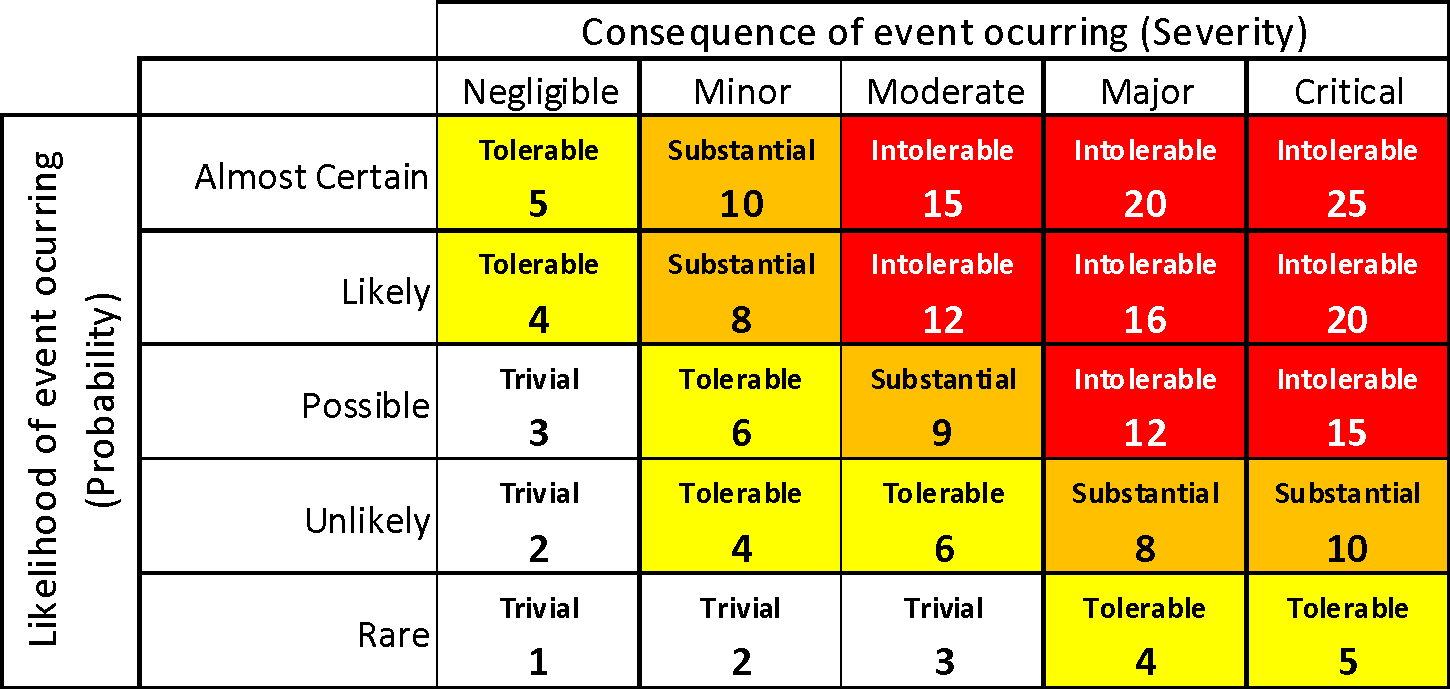 Consequence of event ocurring (Severity)
Negligible Minor Moderate Major Critical
Likelihood of event ocurring
(Probability)
Almost Certain
Tolerable Substantial Intolerable Intolerable Intolerable
5 10 15 20 25
Likely
Tolerable Substantial Intolerable Intolerable Intolerable
4 8 12 16 20
Possible
Trivial Tolerable Substantial Intolerable Intolerable
3 6 9 12 15
Unlikely
Trivial Tolerable Tolerable Substantial Substantial
2 4 6 8 10
Rare
Trivial Trivial Trivial Tolerable Tolerable
1 2 3 4 5